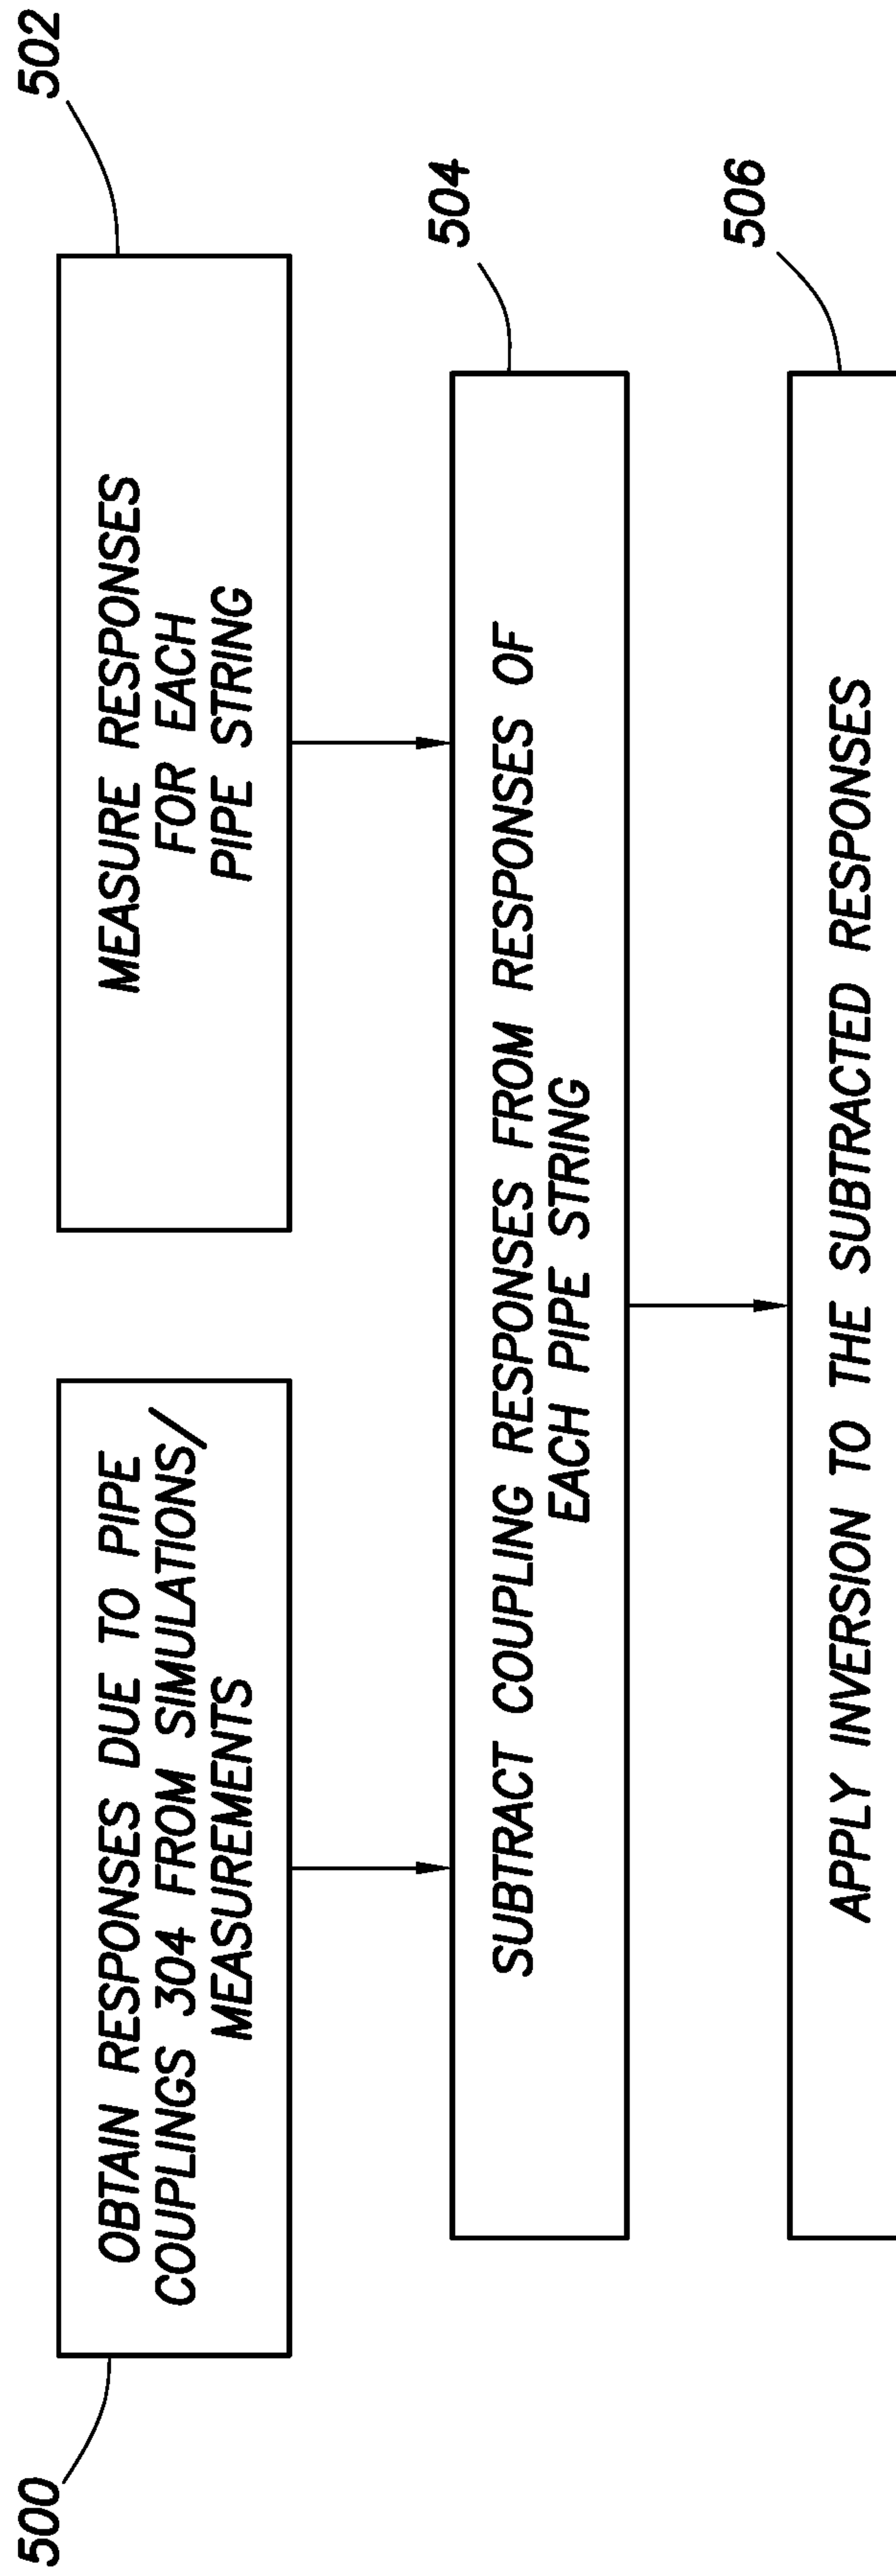 500
OBTAIN RESPONSES DUE TO PIPE
COUPLINGS 304 FROM SIMULATIONS/
MEASUREMENTS
502
MEASURE RESPONSES
FOR EACH
PIPE STRING
504
SUBTRACT COUPLING RESPONSES FROM RESPONSES OF
EACH PIPE STRING
506
APPLY INVERSION TO THE SUBTRACTED RESPONSES